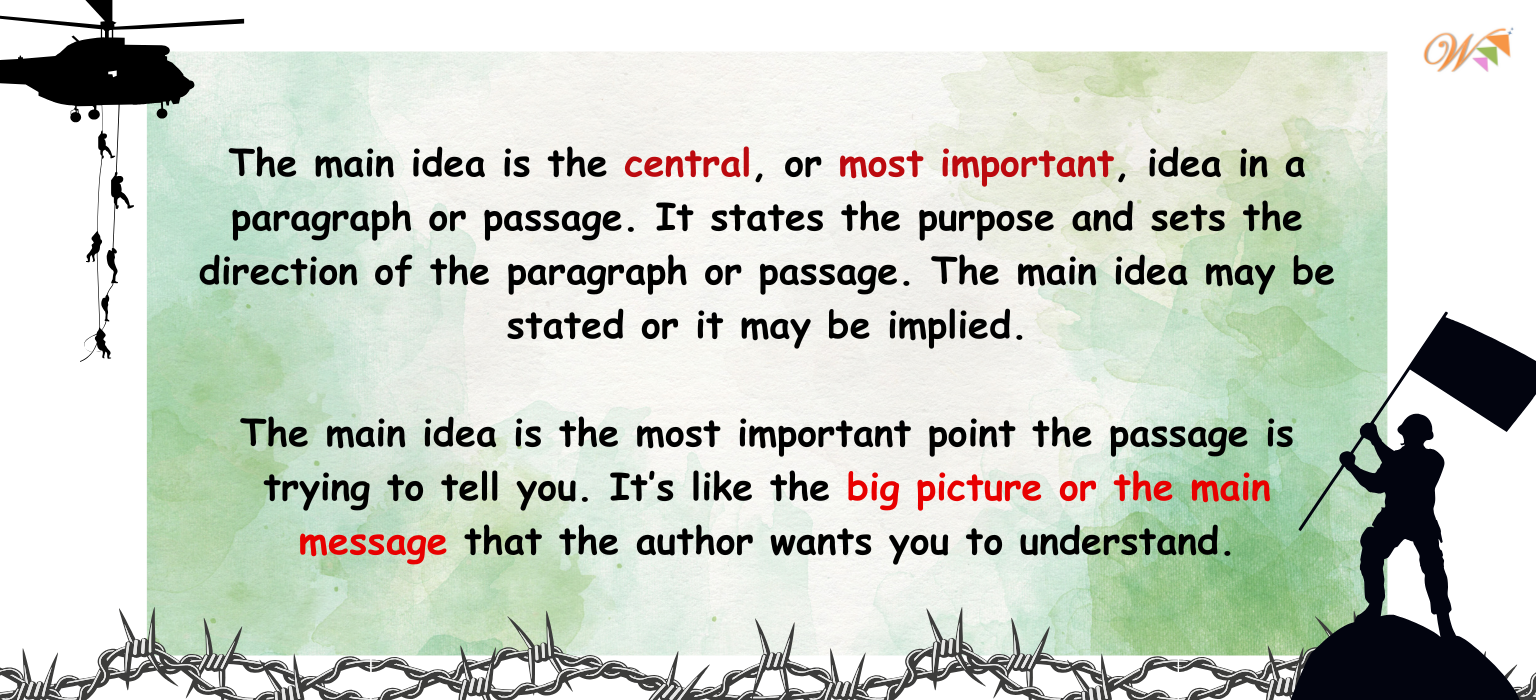 W
The main idea is the central, or most important, idea in a
paragraph or passage. It states the purpose and sets the
direction of the paragraph or passage. The main idea may be
stated or it may be implied.
The main idea is the most important point the passage is
trying to tell you. It's like the big picture or the main
message that the author wants you to understand.